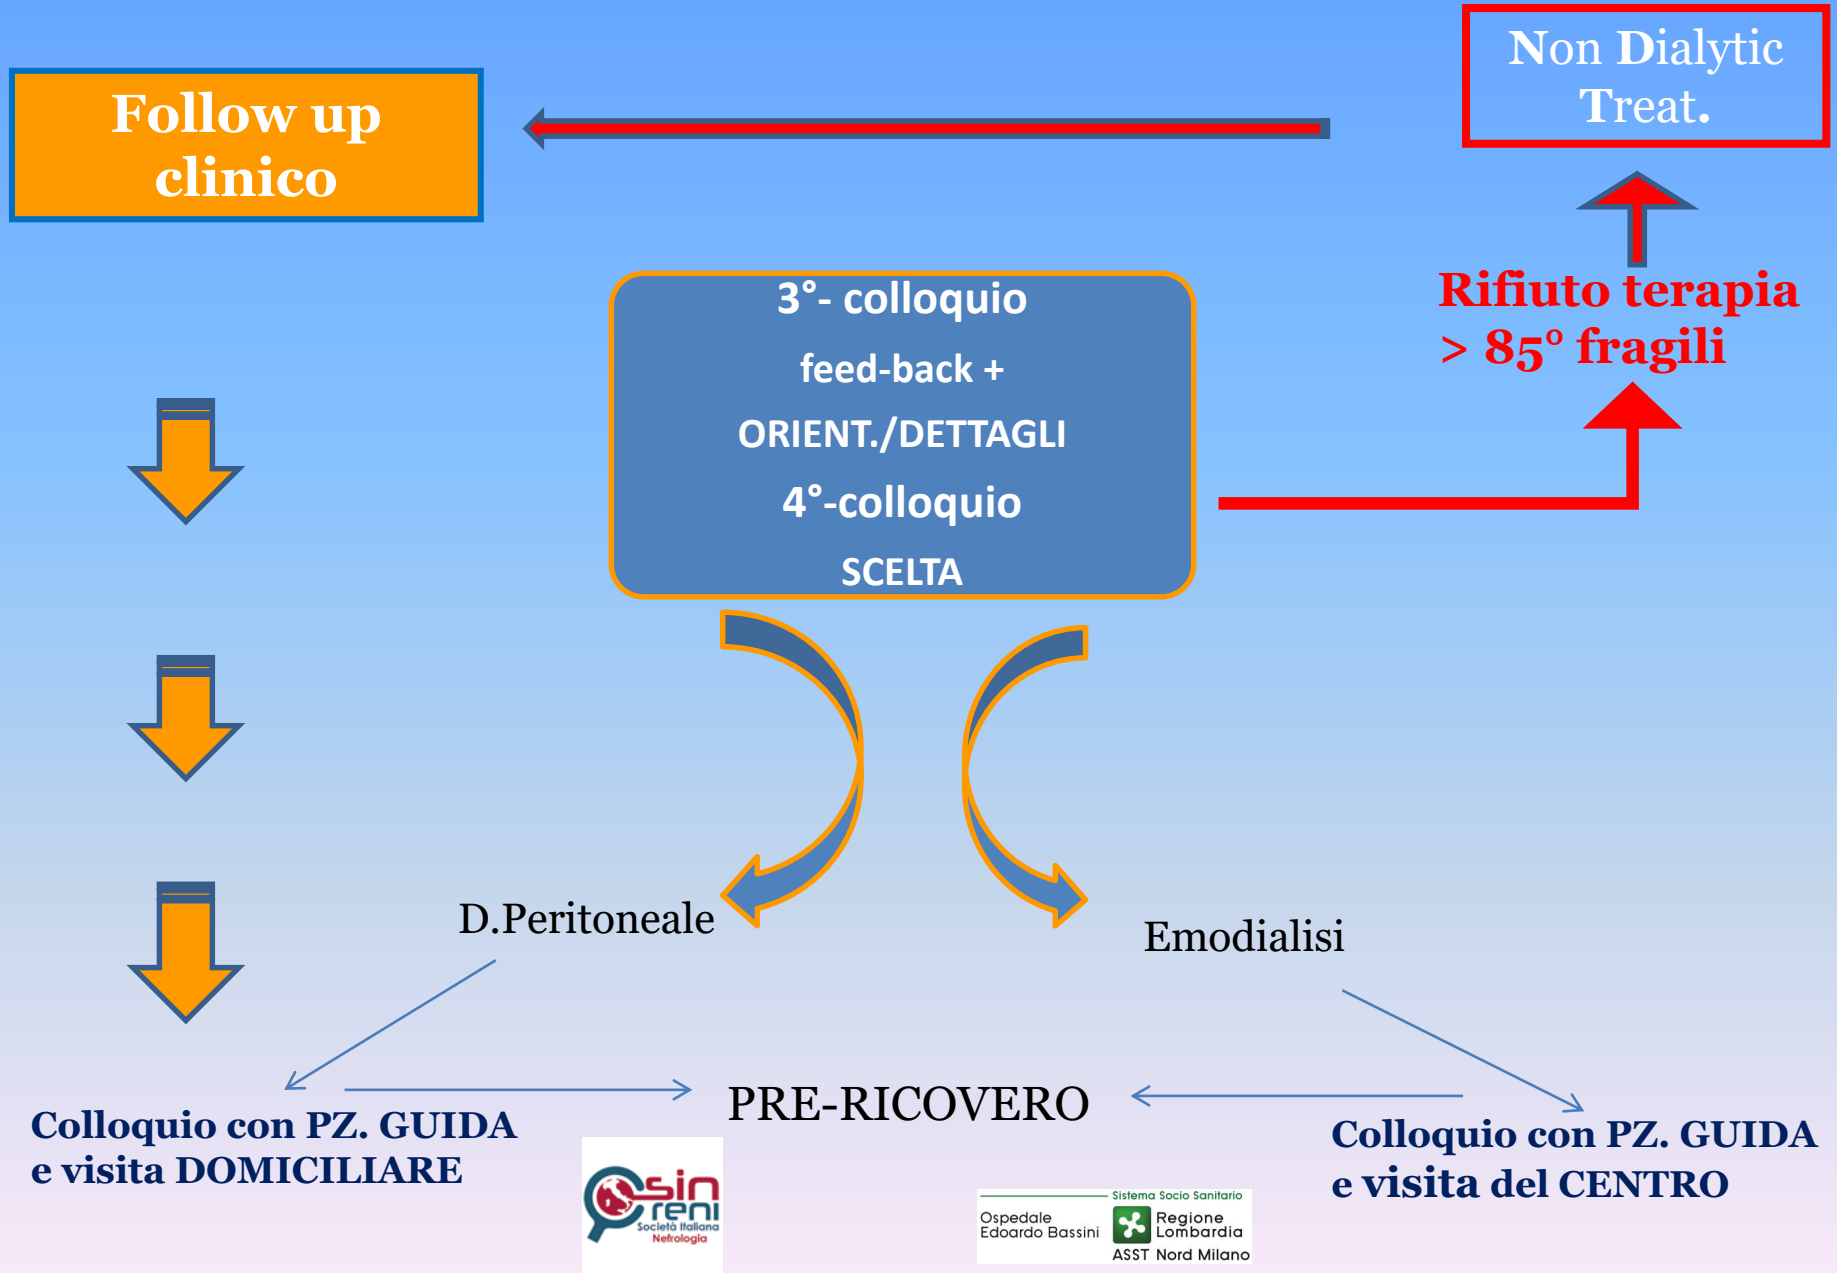 Non Dialytic
Treat.
Follow up
clinico
3°- colloquio
feed-back +
ORIENT./DETTAGLI
4°-colloquio
SCELTA
Rifiuto terapia
> 85° fragili
D.Peritoneale
Emodialisi
PRE-RICOVERO
Colloquio con PZ. GUIDA
e visita DOMICILIARE
Colloquio con PZ. GUIDA
e visita del CENTRO
sin
reni
Società Italiana
Nefrologia
Sistema Socio Sanitario
Ospedale
Edoardo Bassini
Regione
Lombardia
ASST Nord Milano